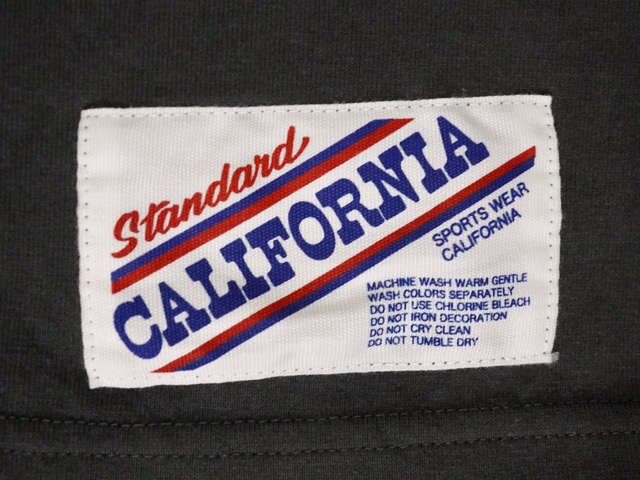 Standard
CALIFORNIA
SPORTS WEAR
CALIFORNIA
MACHINE WASH WARM GENTLE
WASH COLORS SEPARATELY
DO NOT USE CHLORINE BLEACH
DO NOT IRON DECORATION
DO NOT CRY CLEAN
DO NOT TUMBLE DRY